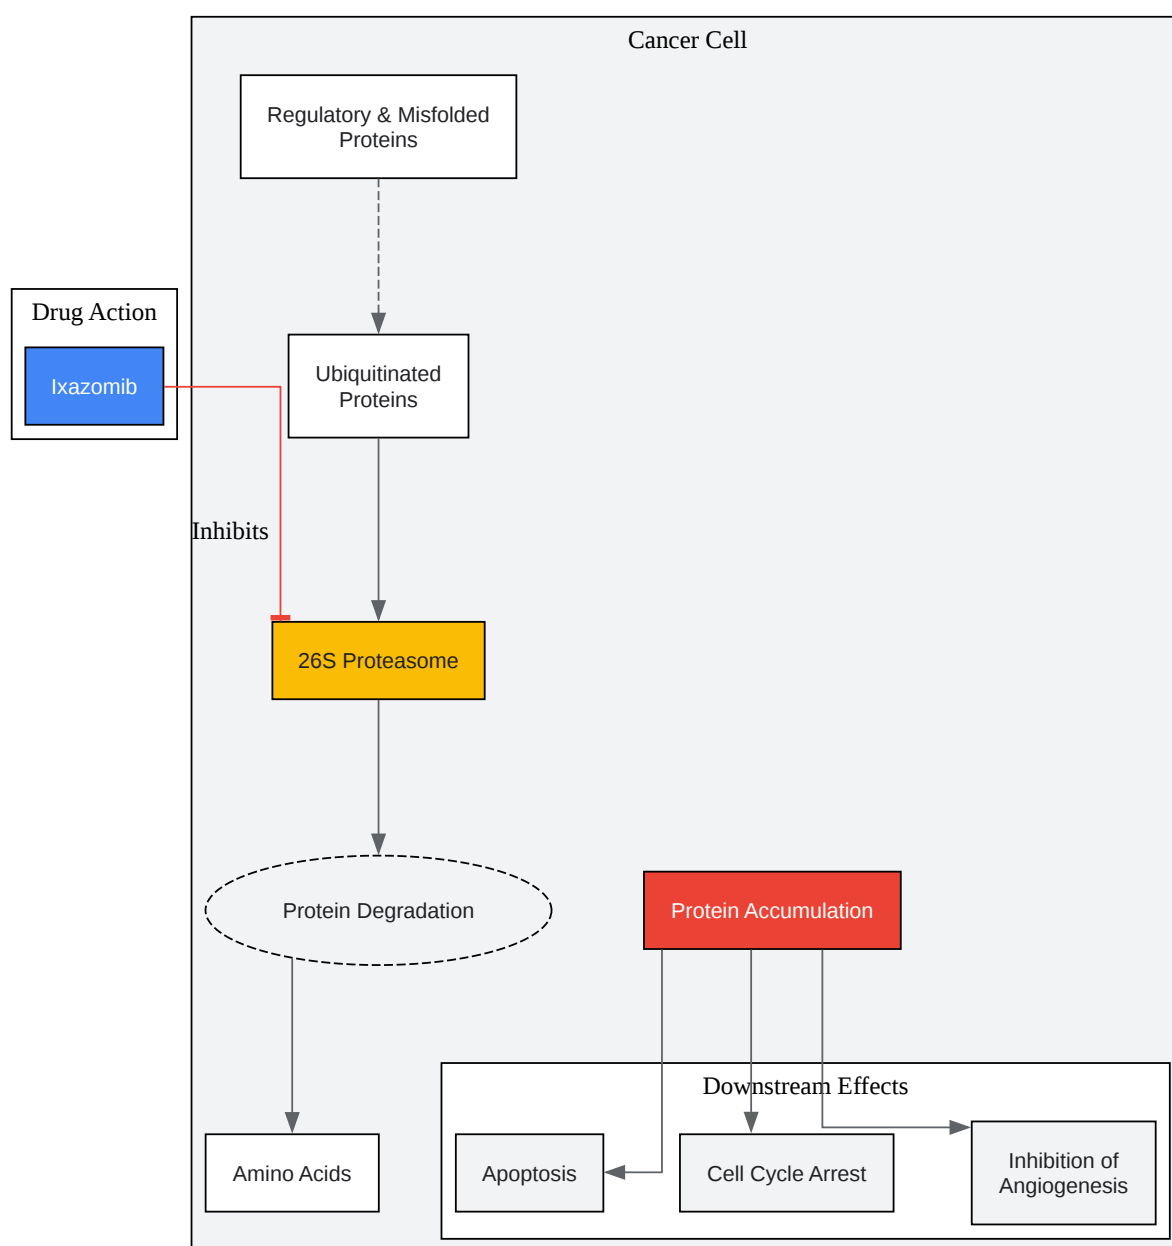 Cancer Cell
Regulatory & Misfolded
Proteins
Drug Action
Ixazomib
Ubiquitinated
Proteins
Inhibits
26S Proteasome
Protein Degradation
Protein Accumulation
Downstream Effects
Amino Acids
Apoptosis
Cell Cycle Arrest
Inhibition of
Angiogenesis